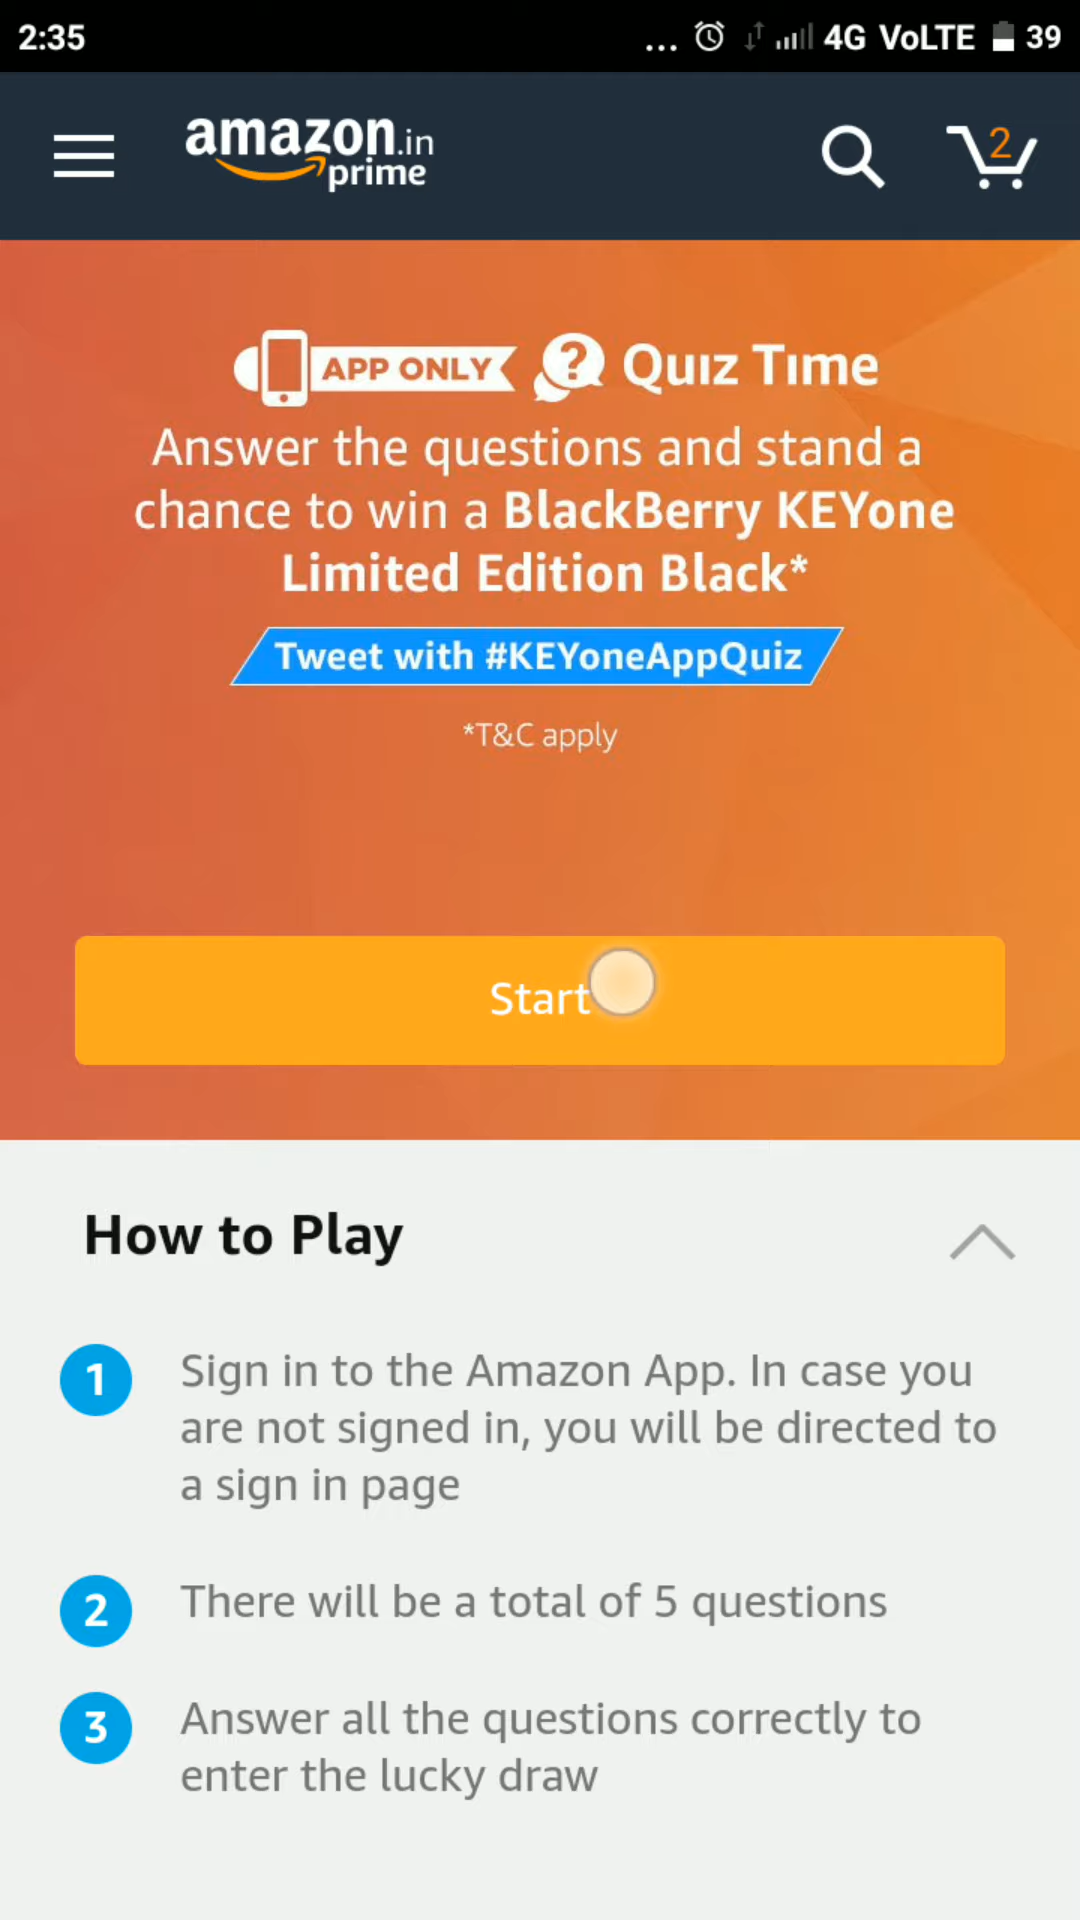 2:35 ... 4G VoLTE 39
amazon.in
prime
2
APP ONLY ? Quiz Time
Answer the questions and stand a
chance to win a BlackBerry KEYone
Limited Edition Black*
Tweet with #KEYoneAppQuiz
*T&C apply
Start
How to Play
1 Sign in to the Amazon App. In case you
are not signed in, you will be directed to
a sign in page
2 There will be a total of 5 questions
3 Answer all the questions correctly to
enter the lucky draw